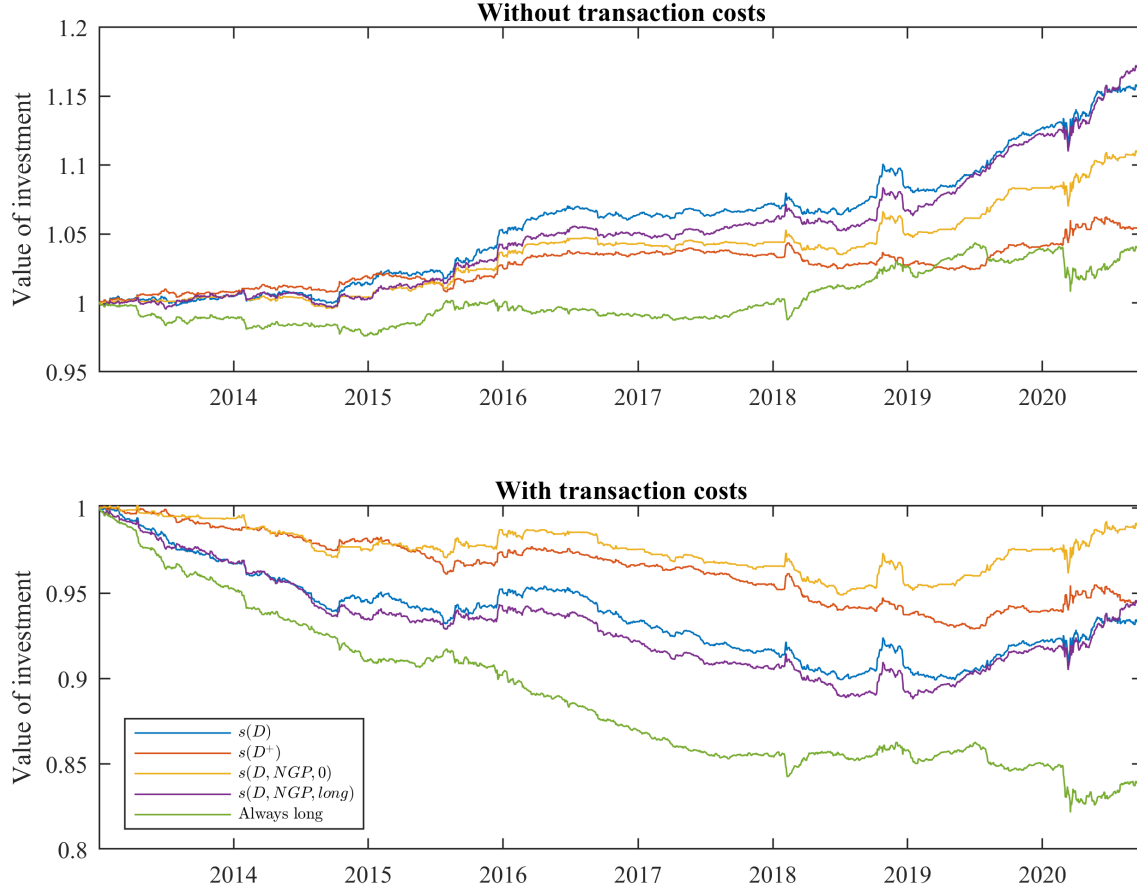 Without transaction costs
Value of investment
1.2
1.15
1.1
1.05
1
0.95
2014 2015 2016 2017 2018 2019 2020
With transaction costs
Value of investment
1
0.95
0.9
0.85
0.8
s(D)
s(D⁺)
s(D, NGP, 0)
s(D, NGP, long)
Always long
2014 2015 2016 2017 2018 2019 2020